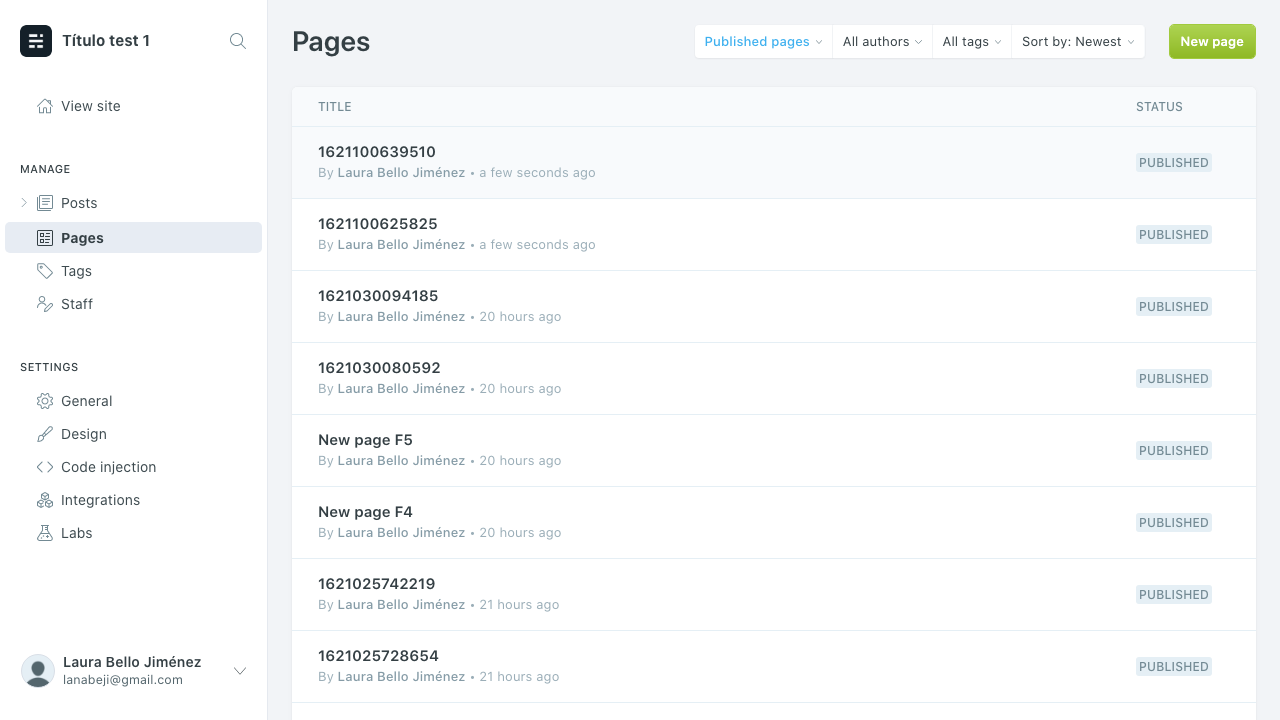 Título test 1
View site
MANAGE
Posts
Pages
Tags
Staff
SETTINGS
General
Design
Code injection
Integrations
Labs
Laura Bello Jiménez
lanabeji@gmail.com
Pages
Published pages
All authors
All tags
Sort by: Newest
New page
TITLE STATUS
1621100639510
By Laura Bello Jiménez • a few seconds ago
PUBLISHED
1621100625825
By Laura Bello Jiménez • a few seconds ago
PUBLISHED
1621030094185
By Laura Bello Jiménez • 20 hours ago
PUBLISHED
1621030080592
By Laura Bello Jiménez • 20 hours ago
PUBLISHED
New page F5
By Laura Bello Jiménez • 20 hours ago
PUBLISHED
New page F4
By Laura Bello Jiménez • 20 hours ago
PUBLISHED
1621025742219
By Laura Bello Jiménez • 21 hours ago
PUBLISHED
1621025728654
By Laura Bello Jiménez • 21 hours ago
PUBLISHED